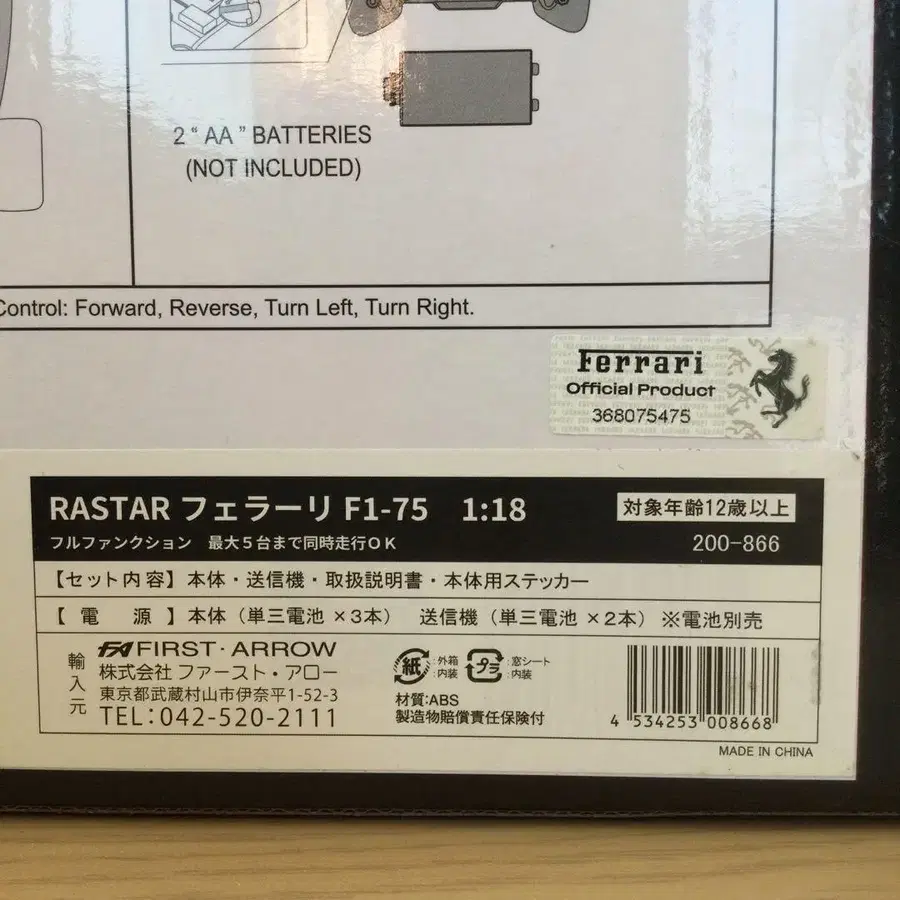 2 “ AA ” BATTERIES
(NOT INCLUDED)
Control: Forward, Reverse, Turn Left, Turn Right.
Ferrari
Official Product
368075475
RASTAR フェラーリ F1-75 1:18
対象年齢12歳以上
フルファンクション 最大5台まで同時走行OK
200-866
【セット内容】本体・送信機・取扱説明書・本体用ステッカー
【電 源】本体（単三電池×3本） 送信機（単三電池×2本）※電池別売
輸入元
FA FIRST・ARROW
株式会社 ファースト・アロー
東京都武蔵村山市伊奈平1-52-3
TEL:042-520-2111
紙 :外箱
:内装
プラ :窓シート
:内装
材質:ABS
製造物賠償責任保険付
4 534253 008668
MADE IN CHINA